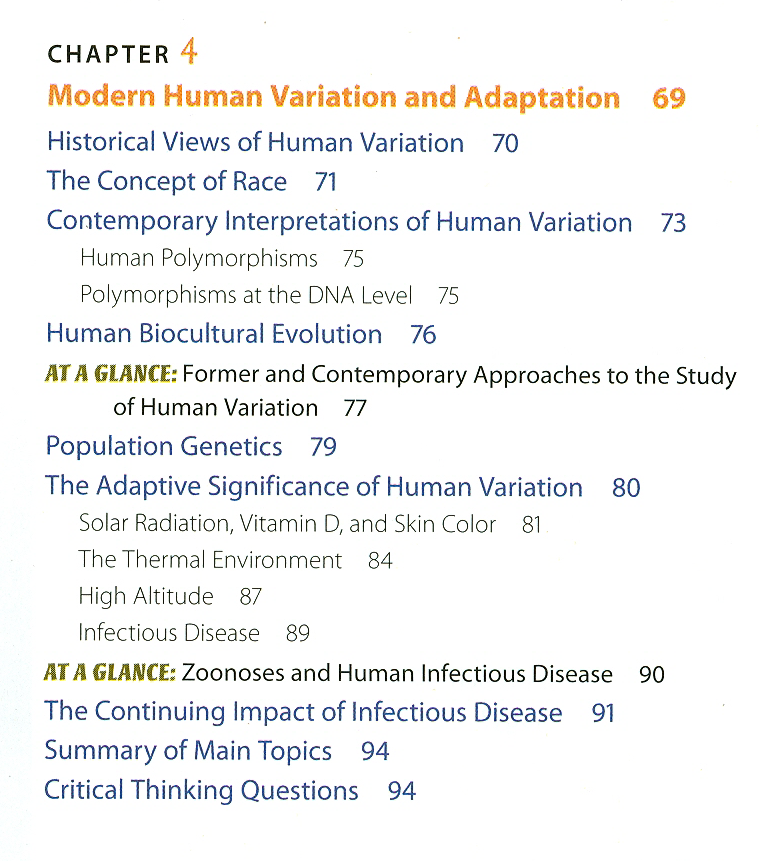 CHAPTER 4
Modern Human Variation and Adaptation 69
Historical Views of Human Variation 70
The Concept of Race 71
Contemporary Interpretations of Human Variation 73
Human Polymorphisms 75
Polymorphisms at the DNA Level 75
Human Biocultural Evolution 76
AT A GLANCE: Former and Contemporary Approaches to the Study
of Human Variation 77
Population Genetics 79
The Adaptive Significance of Human Variation 80
Solar Radiation, Vitamin D, and Skin Color 81
The Thermal Environment 84
High Altitude 87
Infectious Disease 89
AT A GLANCE: Zoonoses and Human Infectious Disease 90
The Continuing Impact of Infectious Disease 91
Summary of Main Topics 94
Critical Thinking Questions 94